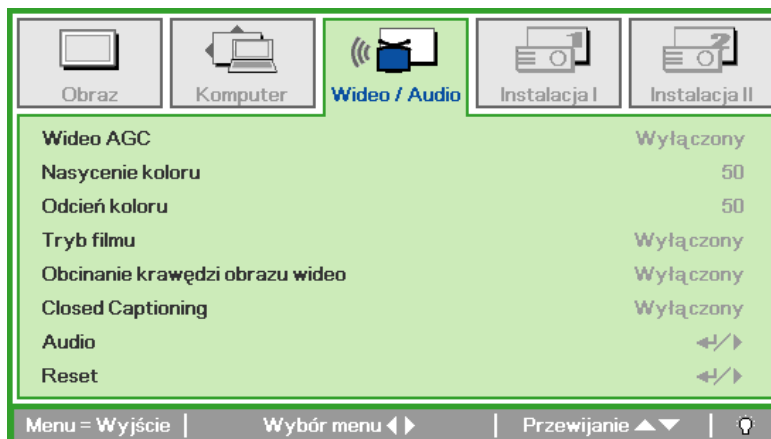 Obraz Komputer Wideo / Audio Instalacja I Instalacja II
Wideo AGC Wyłączony
Nasycenie koloru 50
Odcień koloru 50
Tryb filmu Wyłączony
Obcinanie krawędzi obrazu wideo Wyłączony
Closed Captioning Wyłączony
Audio
Reset
Menu = Wyjście | Wybór menu | Przewijanie |